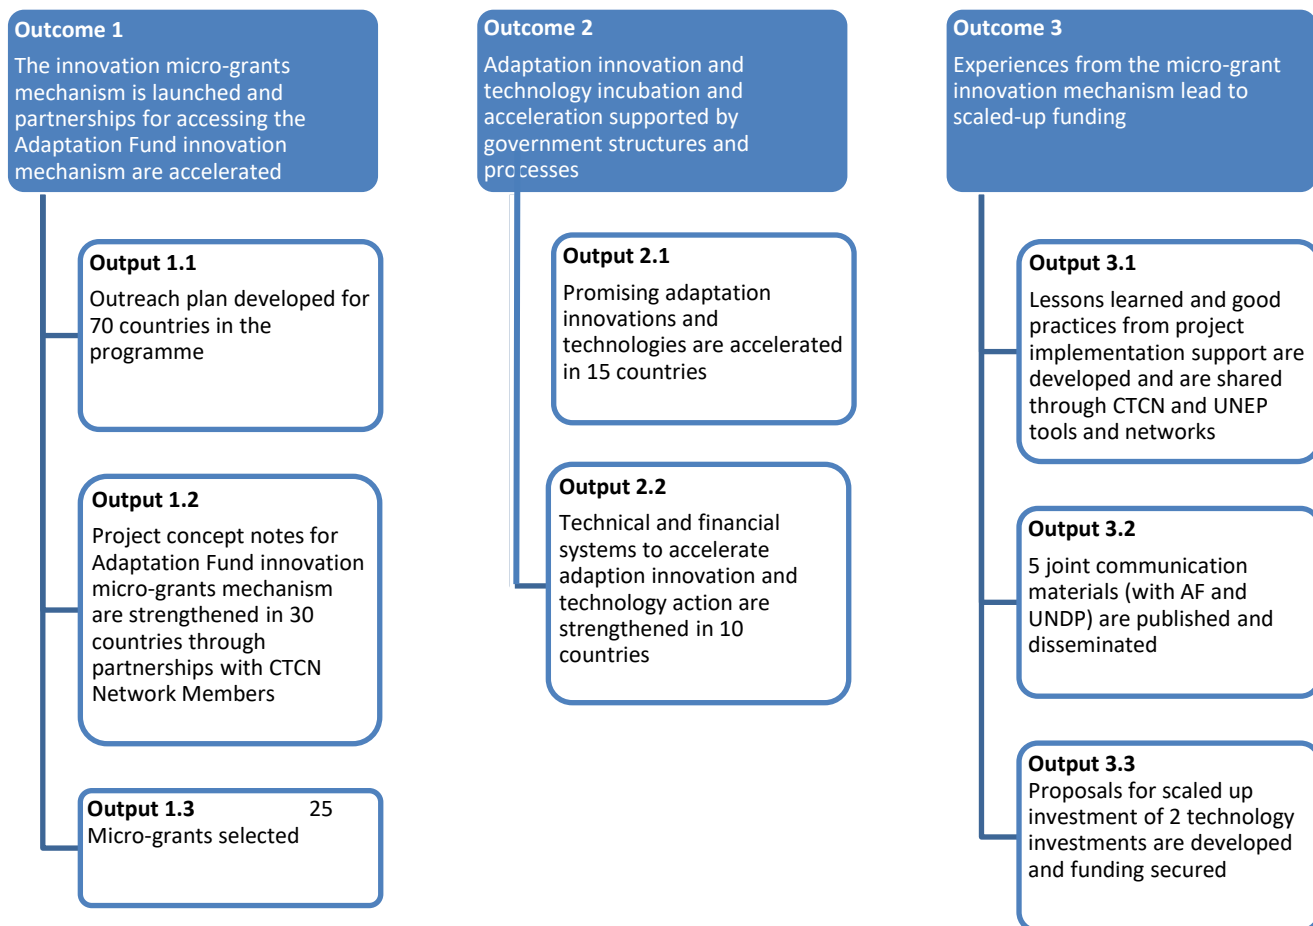 Outcome 1
The innovation micro-grants
mechanism is launched and
partnerships for accessing the
Adaptation Fund innovation
mechanism are accelerated
Output 1.1
Outreach plan developed for
70 countries in the
programme
Output 1.2
Project concept notes for
Adaptation Fund innovation
micro-grants mechanism
are strengthened in 30
countries through
partnerships with CTCN
Network Members
Output 1.3 25
Micro-grants selected
Outcome 2
Adaptation innovation and
technology incubation and
acceleration supported by
government structures and
processes
Output 2.1
Promising adaptation
innovations and
technologies are accelerated
in 15 countries
Output 2.2
Technical and financial
systems to accelerate
adaption innovation and
technology action are
strengthened in 10
countries
Outcome 3
Experiences from the micro-grant
innovation mechanism lead to
scaled-up funding
Output 3.1
Lessons learned and good
practices from project
implementation support are
developed and are shared
through CTCN and UNEP
tools and networks
Output 3.2
5 joint communication
materials (with AF and
UNDP) are published and
disseminated
Output 3.3
Proposals for scaled up
investment of 2 technology
investments are developed
and funding secured